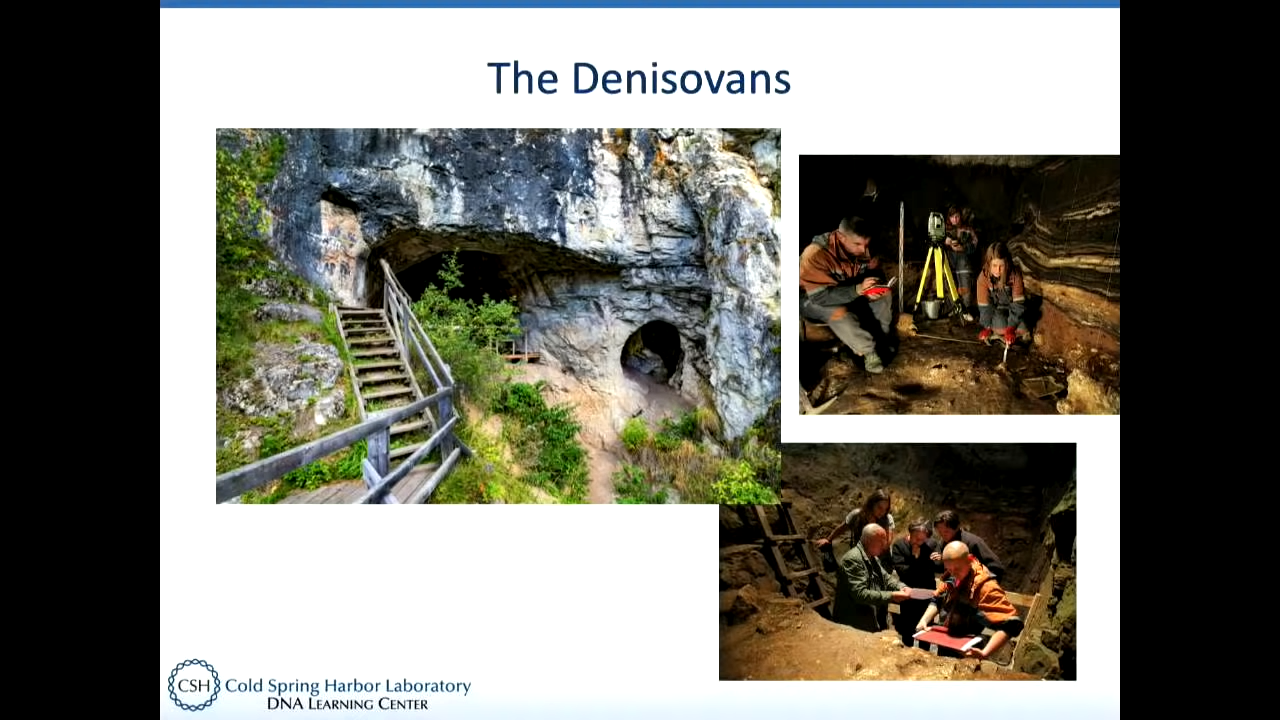 The Denisovans
CSH Cold Spring Harbor Laboratory
DNA Learning Center